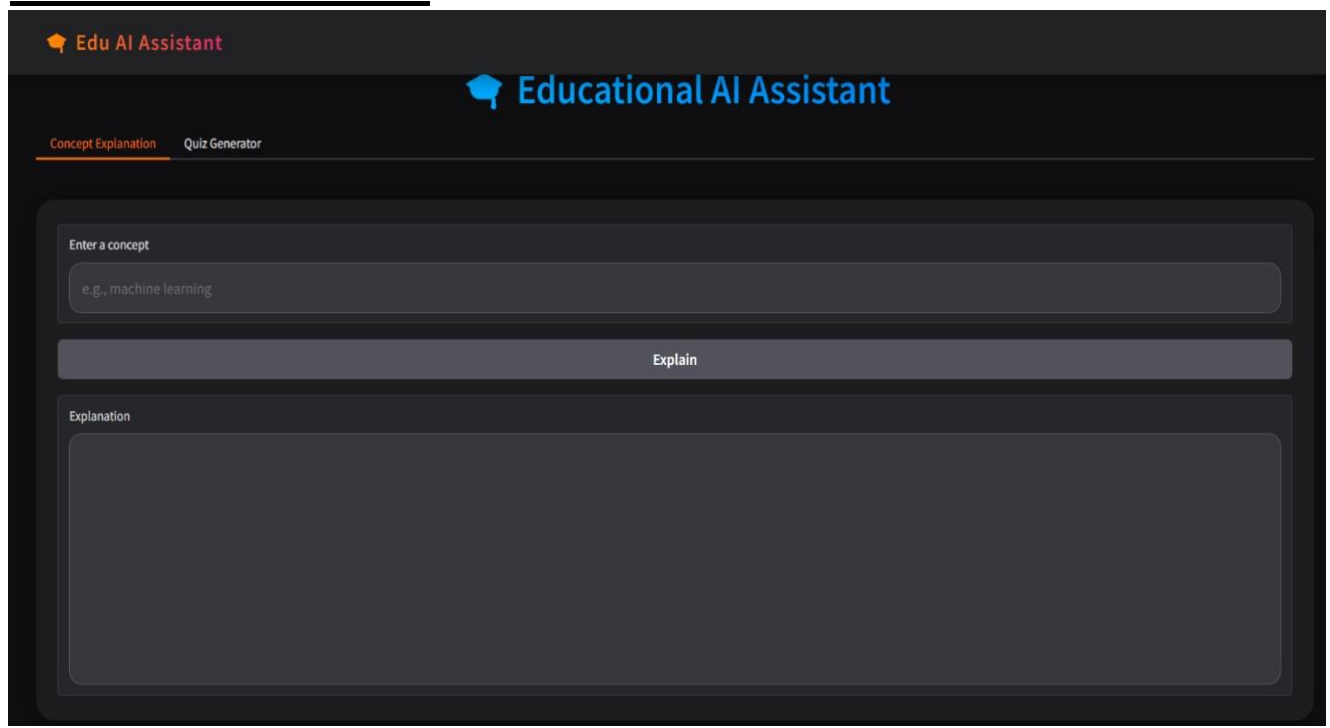 Edu AI Assistant
Educational AI Assistant
Concept Explanation Quiz Generator
Enter a concept
e.g., machine learning
Explain
Explanation